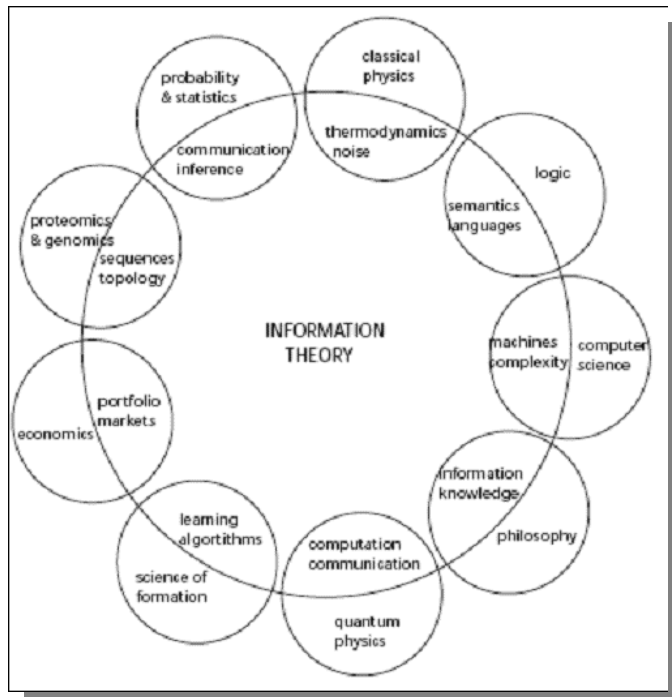 classical
physics
thermodynamics
noise
logic
semantics
languages
machines
complexity
computer
science
information
knowledge
philosophy
computation
communication
quantum
physics
learning
algortithms
science of
formation
portfolio
markets
economics
proteomics
& genomics
sequences
topology
probability
& statistics
communication
inference
INFORMATION
THEORY